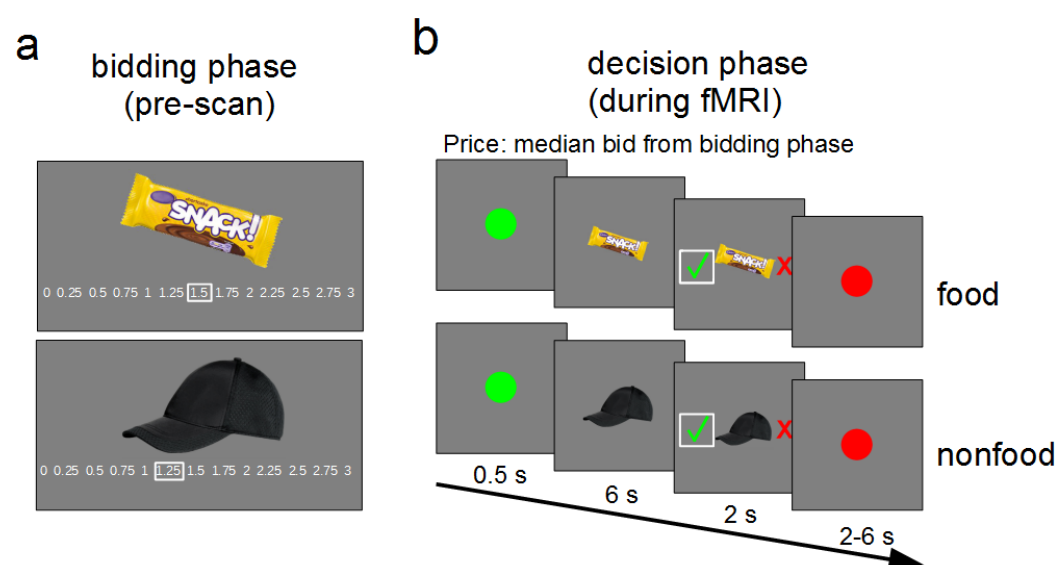 a
bidding phase
(pre-scan)
SNACK!
0 0.25 0.5 0.75 1 1.25 1.5 1.75 2 2.25 2.5 2.75 3
0 0.25 0.5 0.75 1 1.25 1.5 1.75 2 2.25 2.5 2.75 3
b
decision phase
(during fMRI)
Price: median bid from bidding phase
SNACK!
SNACK!
X
food
X
nonfood
0.5 s
6 s
2 s
2-6 s